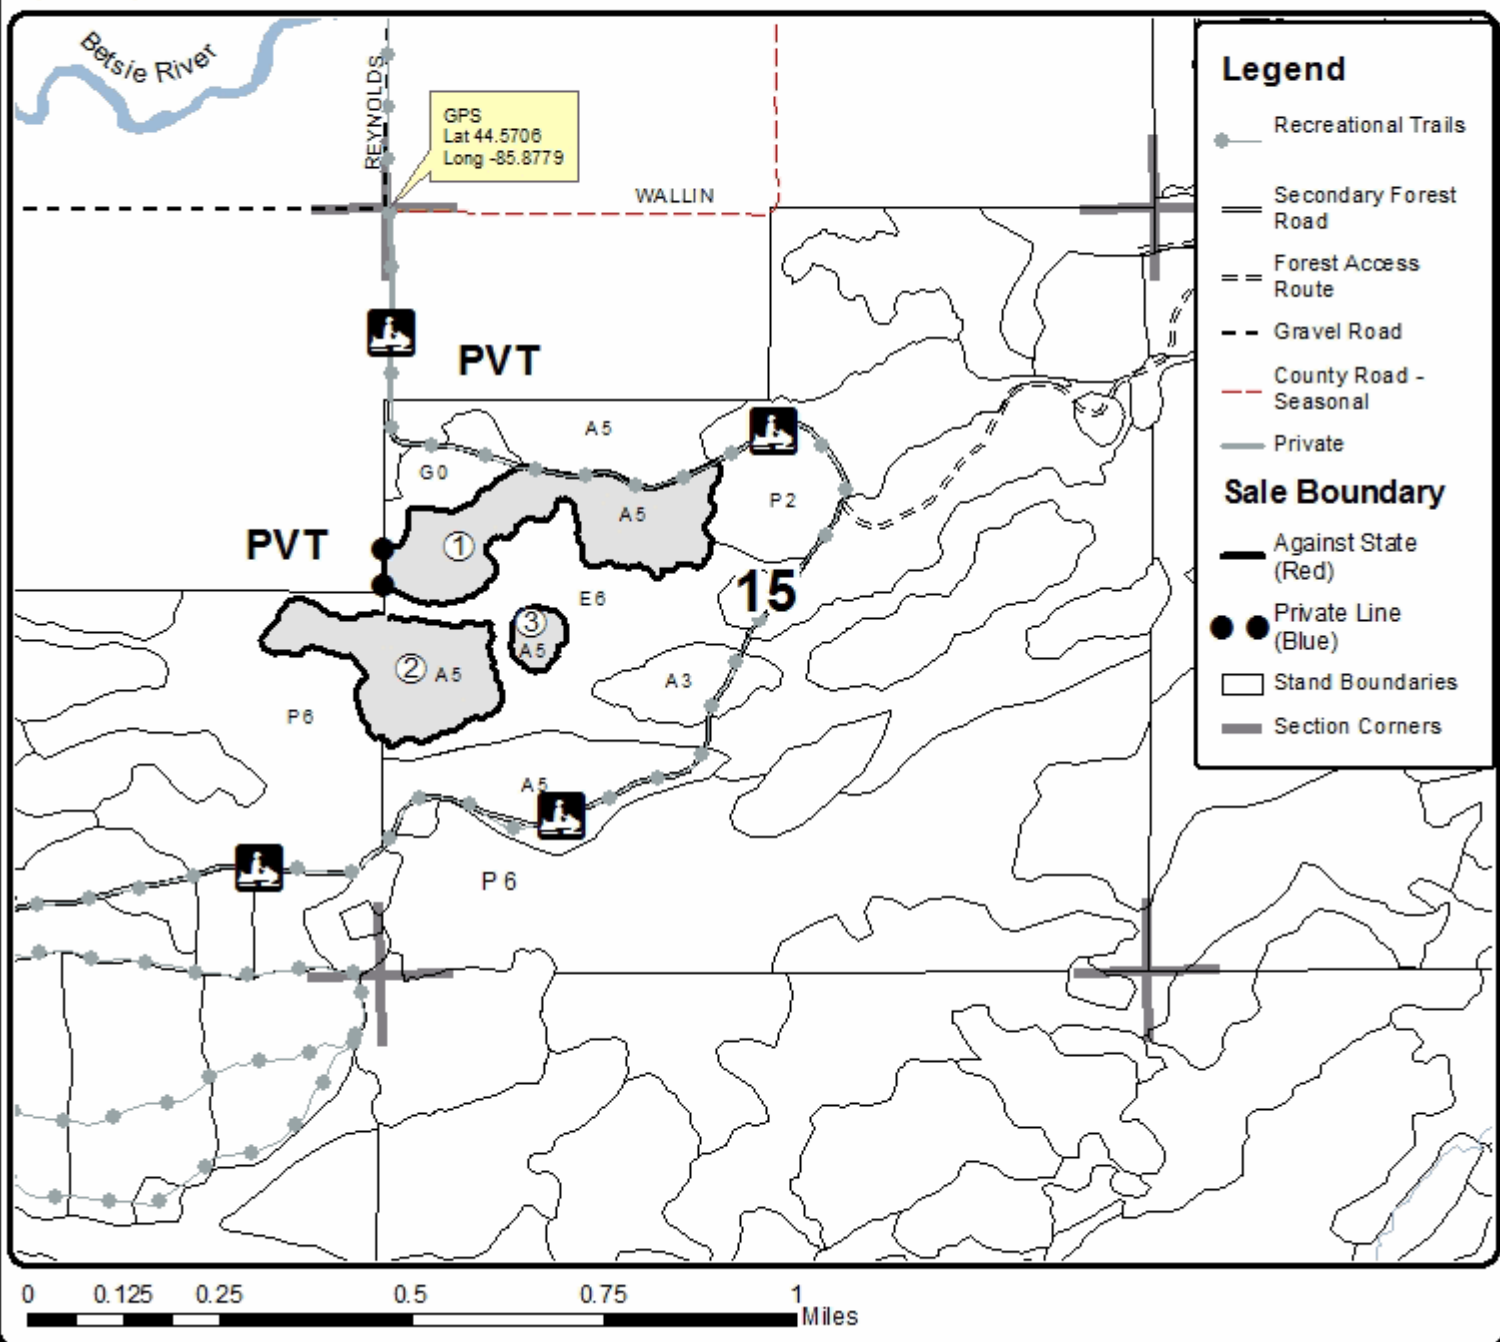 Betsie River
REYNOLDS
GPS
Lat 44.5706
Long -85.8779
WALLIN
PVT
A5
G0
A5
P2
PVT
1
15
E6
3
A5
2
A5
A3
P6
A5
P 6
Legend
Recreational Trails
Secondary Forest
Road
Forest Access
Route
Gravel Road
County Road -
Seasonal
Private
Sale Boundary
Against State
(Red)
Private Line
(Blue)
Stand Boundaries
Section Corners
0 0.125 0.25 0.5 0.75 1
Miles